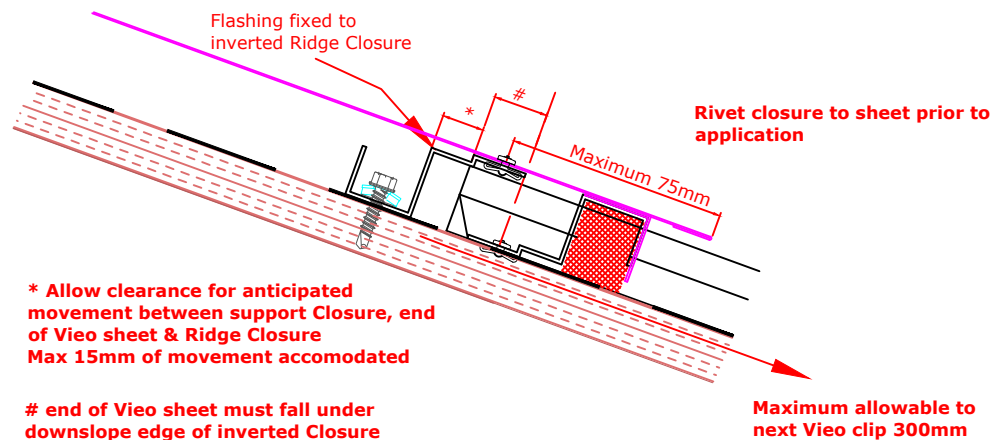 Flashing fixed to
inverted Ridge Closure
*
#
Rivet closure to sheet prior to
application
Maximum 75mm
* Allow clearance for anticipated
movement between support Closure, end
of Vieo sheet & Ridge Closure
Max 15mm of movement accomodated
# end of Vieo sheet must fall under
downslope edge of inverted Closure
Maximum allowable to
next Vieo clip 300mm